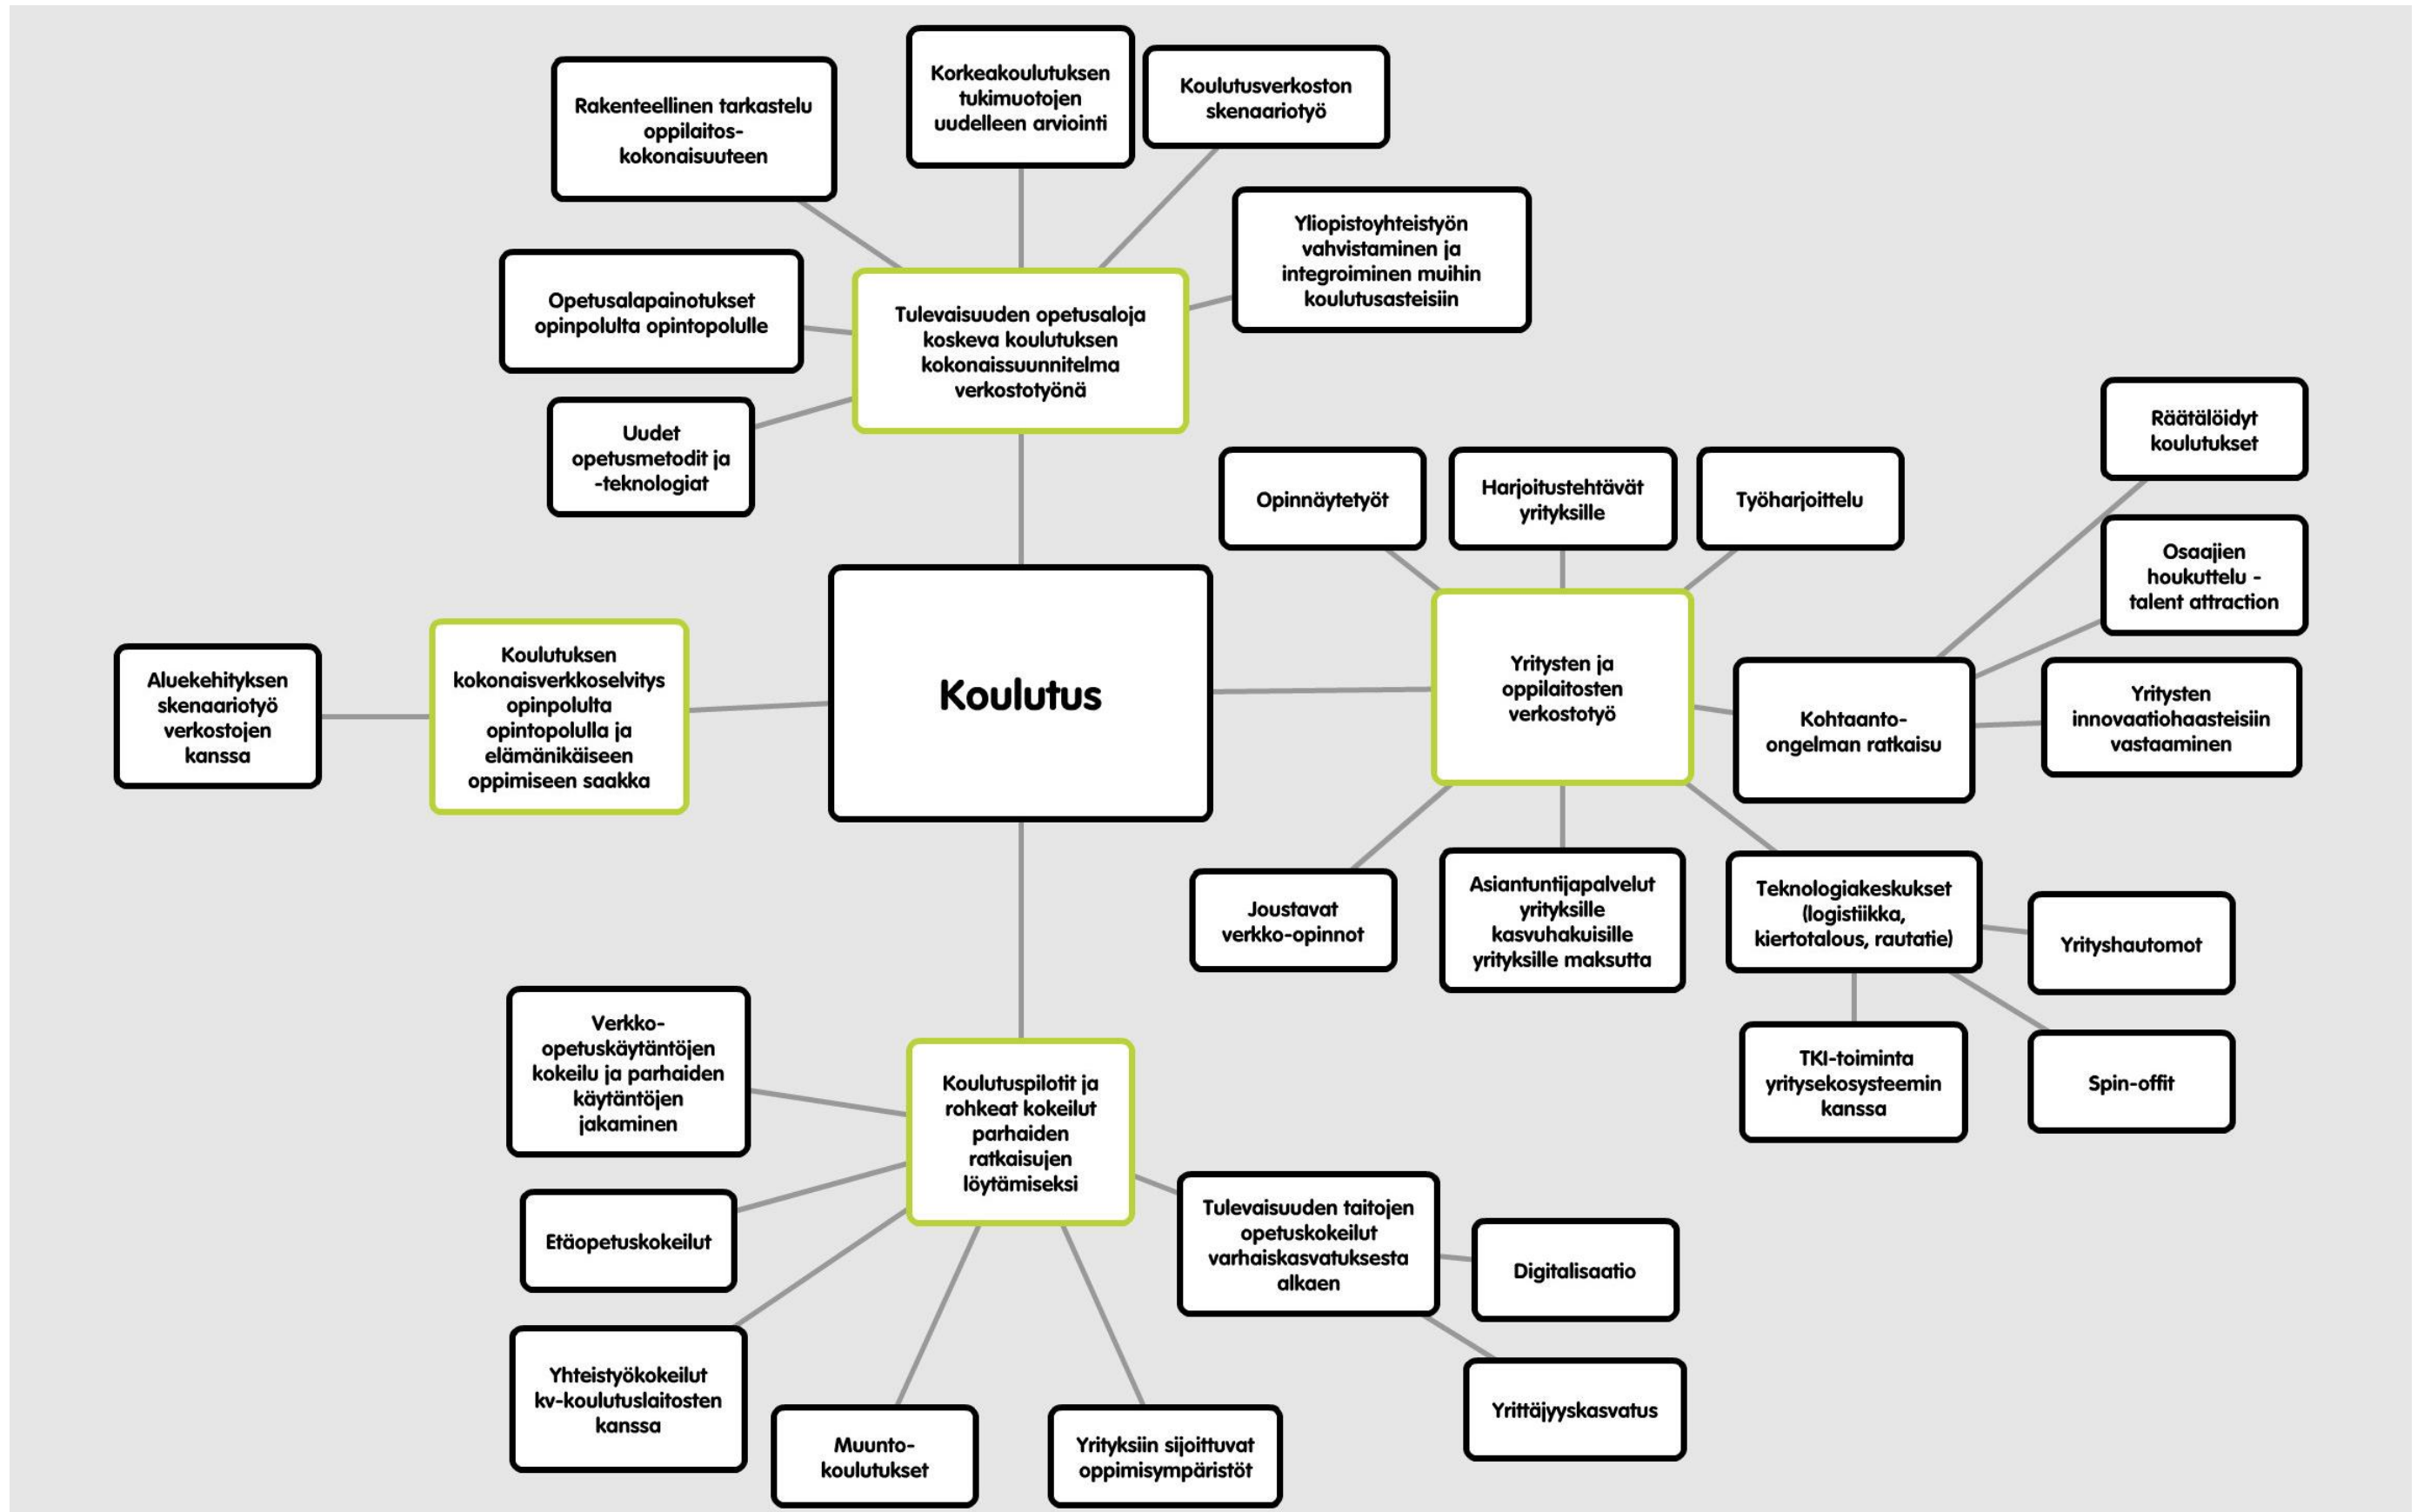 Korkeakoulutuksen
tukimuotojen
uudelleen arviointi
Koulutusverkoston
skenaariotyö
Rakenteellinen tarkastelu
oppilaitos-
kokonaisuuteen
Yliopistoyhteistyön
vahvistaminen ja
integroiminen muihin
koulutusasteisiin
Opetusalapainotukset
opinpolulta opintopolulle
Tulevaisuuden opetusaloja
koskeva koulutuksen
kokonaissuunnitelma
verkostotyönä
Uudet
opetusmetodit ja
-teknologiat
Räätälöidyt
koulutukset
Opinnäytetyöt
Harjoitustehtävät
yrityksille
Työharjoittelu
Osaajien
houkuttelu -
talent attraction
Aluekehityksen
skenaariotyö
verkostojen
kanssa
Koulutuksen
kokonaisverkkoselvitys
opinpolulta
opintopolulla ja
elämänikäiseen
oppimiseen saakka
Koulutus
Yritysten ja
oppilaitosten
verkostotyö
Kohtaanto-
ongelman ratkaisu
Yritysten
innovaatiohaasteisiin
vastaaminen
Joustavat
verkko-opinnot
Asiantuntijapalvelut
yrityksille
kasvuhakuisille
yrityksille maksutta
Teknologiakeskukset
(logistiikka,
kiertotalous, rautatie)
Yrityshautomot
TKI-toiminta
yritysekosysteemin
kanssa
Spin-offit
Verkko-
opetuskäytäntöjen
kokeilu ja parhaiden
käytäntöjen
jakaminen
Koulutuspilotit ja
rohkeat kokeilut
parhaiden
ratkaisujen
löytämiseksi
Etäopetuskokeilut
Tulevaisuuden taitojen
opetuskokeilut
varhaiskasvatuksesta
alkaen
Digitalisaatio
Yhteistyökokeilut
kv-koulutuslaitosten
kanssa
Muunto-
koulutukset
Yrityksiin sijoittuvat
oppimisympäristöt
Yrittäjyyskasvatus